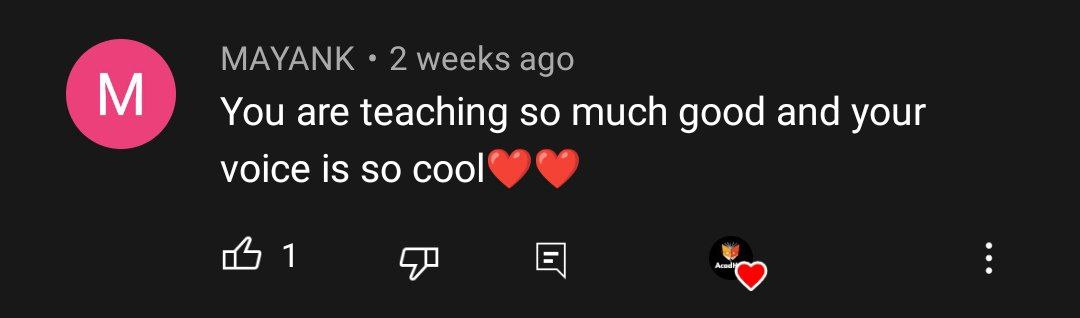 M
MAYANK • 2 weeks ago
You are teaching so much good and your
voice is so cool❤️❤️
1